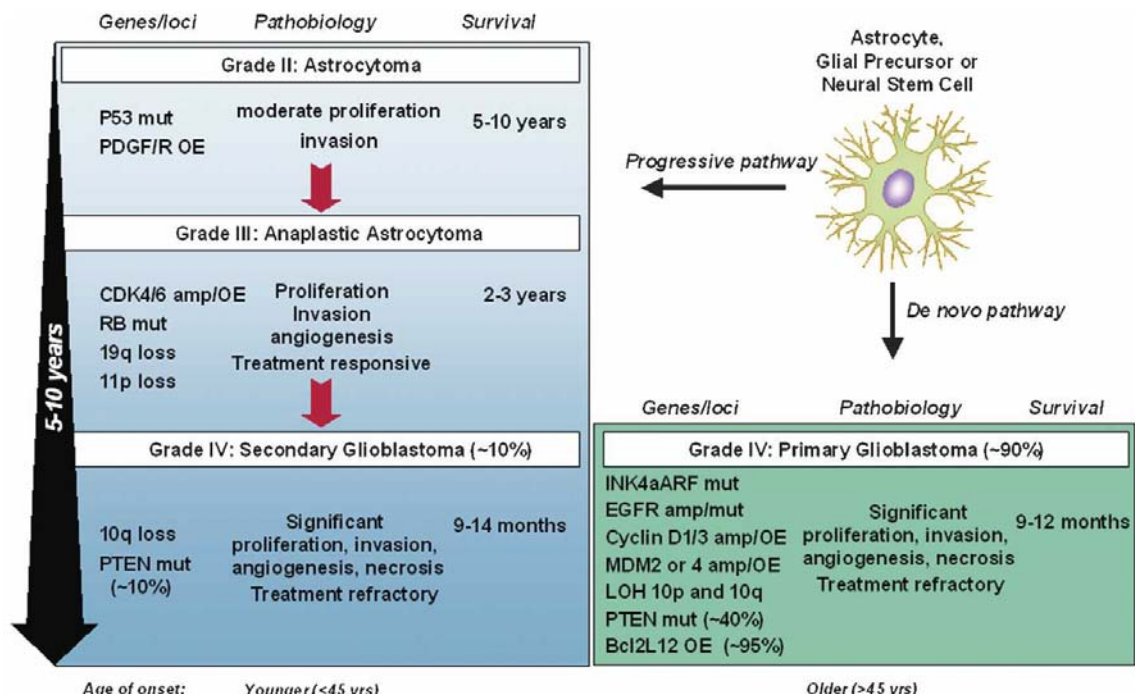 Genes/loci Pathobiology Survival
Grade II: Astrocytoma
P53 mut
PDGF/R OE
moderate proliferation
invasion
5-10 years
Grade III: Anaplastic Astrocytoma
CDK4/6 amp/OE
RB mut
19q loss
11p loss
Proliferation
Invasion
angiogenesis
Treatment responsive
2-3 years
Grade IV: Secondary Glioblastoma (~10%)
10q loss
PTEN mut
(~10%)
Significant
proliferation, invasion,
angiogenesis, necrosis
Treatment refractory
9-14 months
5-10 years
Astrocyte,
Glial Precursor or
Neural Stem Cell
Progressive pathway
De novo pathway
Genes/loci Pathobiology Survival
Grade IV: Primary Glioblastoma (~90%)
INK4aARF mut
EGFR amp/mut
Cyclin D1/3 amp/OE
MDM2 or 4 amp/OE
LOH 10p and 10q
PTEN mut (~40%)
Bcl2L12 OE (~95%)
Significant
proliferation, invasion,
angiogenesis, necrosis
Treatment refractory
9-12 months
Age of onset: Younger (<45 yrs) Older (>45 yrs)